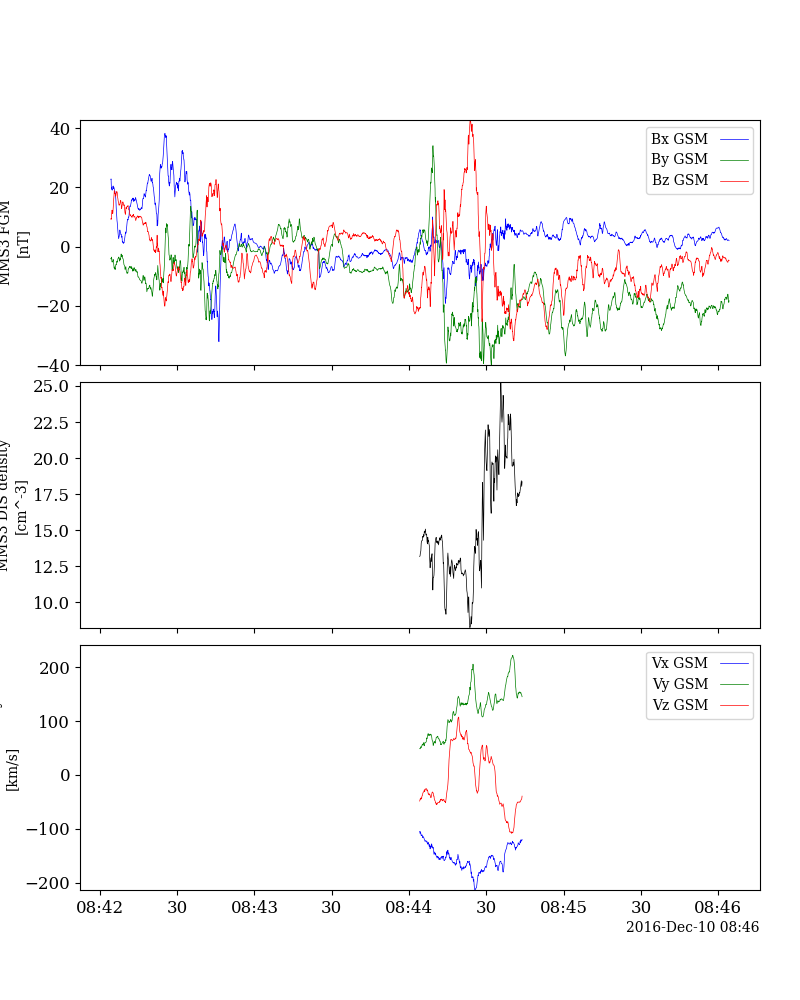 40
20
0
−20
−40
MMS3 FGM
[nT]
Bx GSM
By GSM
Bz GSM
25.0
22.5
20.0
17.5
15.0
12.5
10.0
MMS3 DIS density
[cm^-3]
200
100
0
−100
−200
[km/s]
Vx GSM
Vy GSM
Vz GSM
08:42 30 08:43 30 08:44 30 08:45 30 08:46
2016-Dec-10 08:46